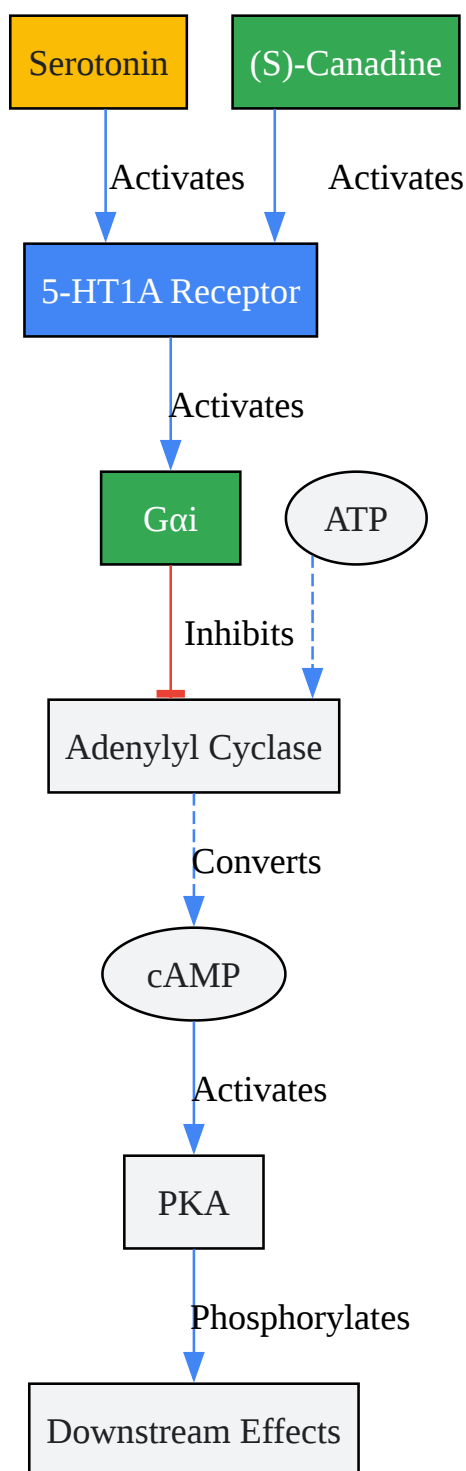 Serotonin
(S)-Canadine
Activates
Activates
5-HT1A Receptor
Activates
Gαi
ATP
Inhibits
Adenylyl Cyclase
Converts
cAMP
Activates
PKA
Phosphorylates
Downstream Effects